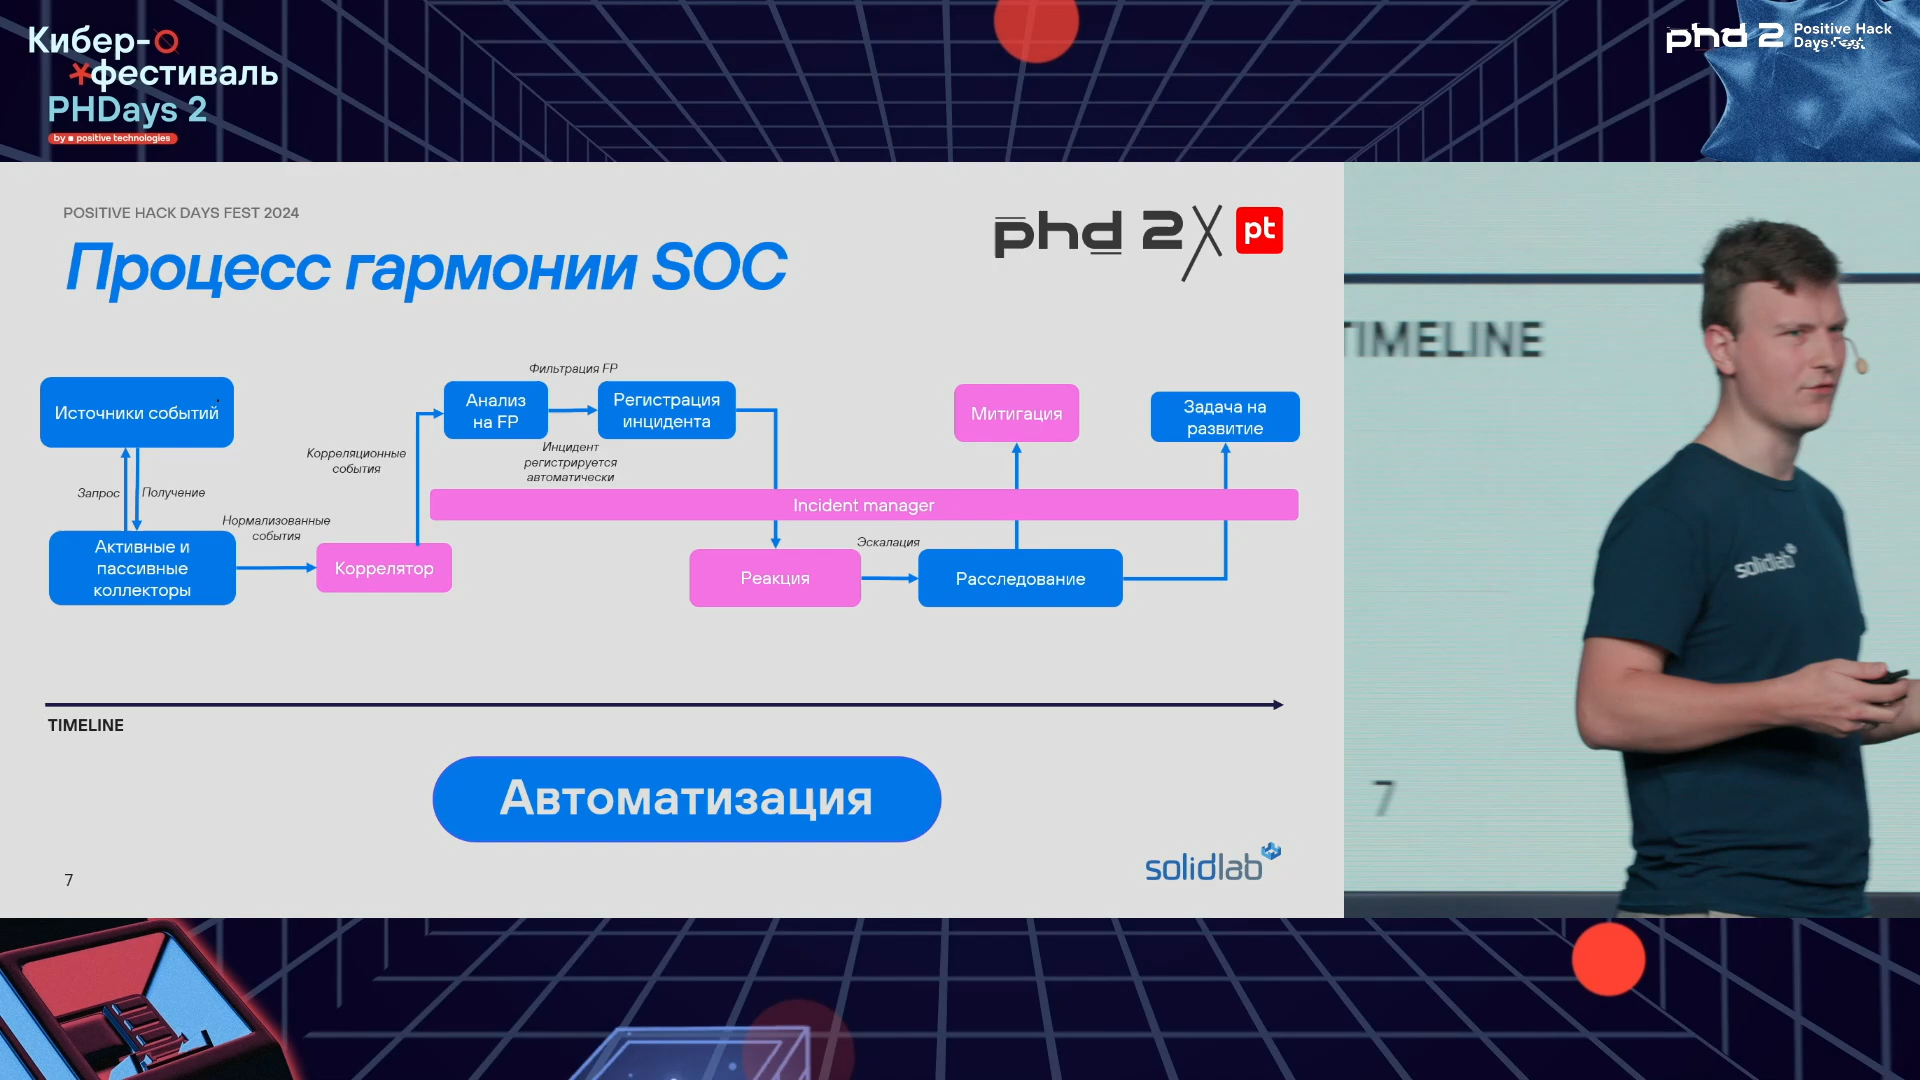 Кибер-
фестиваль
PHDays 2
by positive technologies
phd 2 Positive Hack
Days Fest
POSITIVE HACK DAYS FEST 2024
phd 2 pt
Процесс гармонии SOC
Фильтрация FP
Источники событий
Анализ
на FP
Регистрация
инцидента
Митигация
Задача на
развитие
Корреляционные
события
Инцидент
регистрируется
автоматически
Запрос
Получение
Incident manager
Нормализованные
события
Активные и
пассивные
коллекторы
Коррелятор
Реакция
Эскалация
Расследование
TIMELINE
Автоматизация
solidlab
7
TIMELINE
solidlab
7